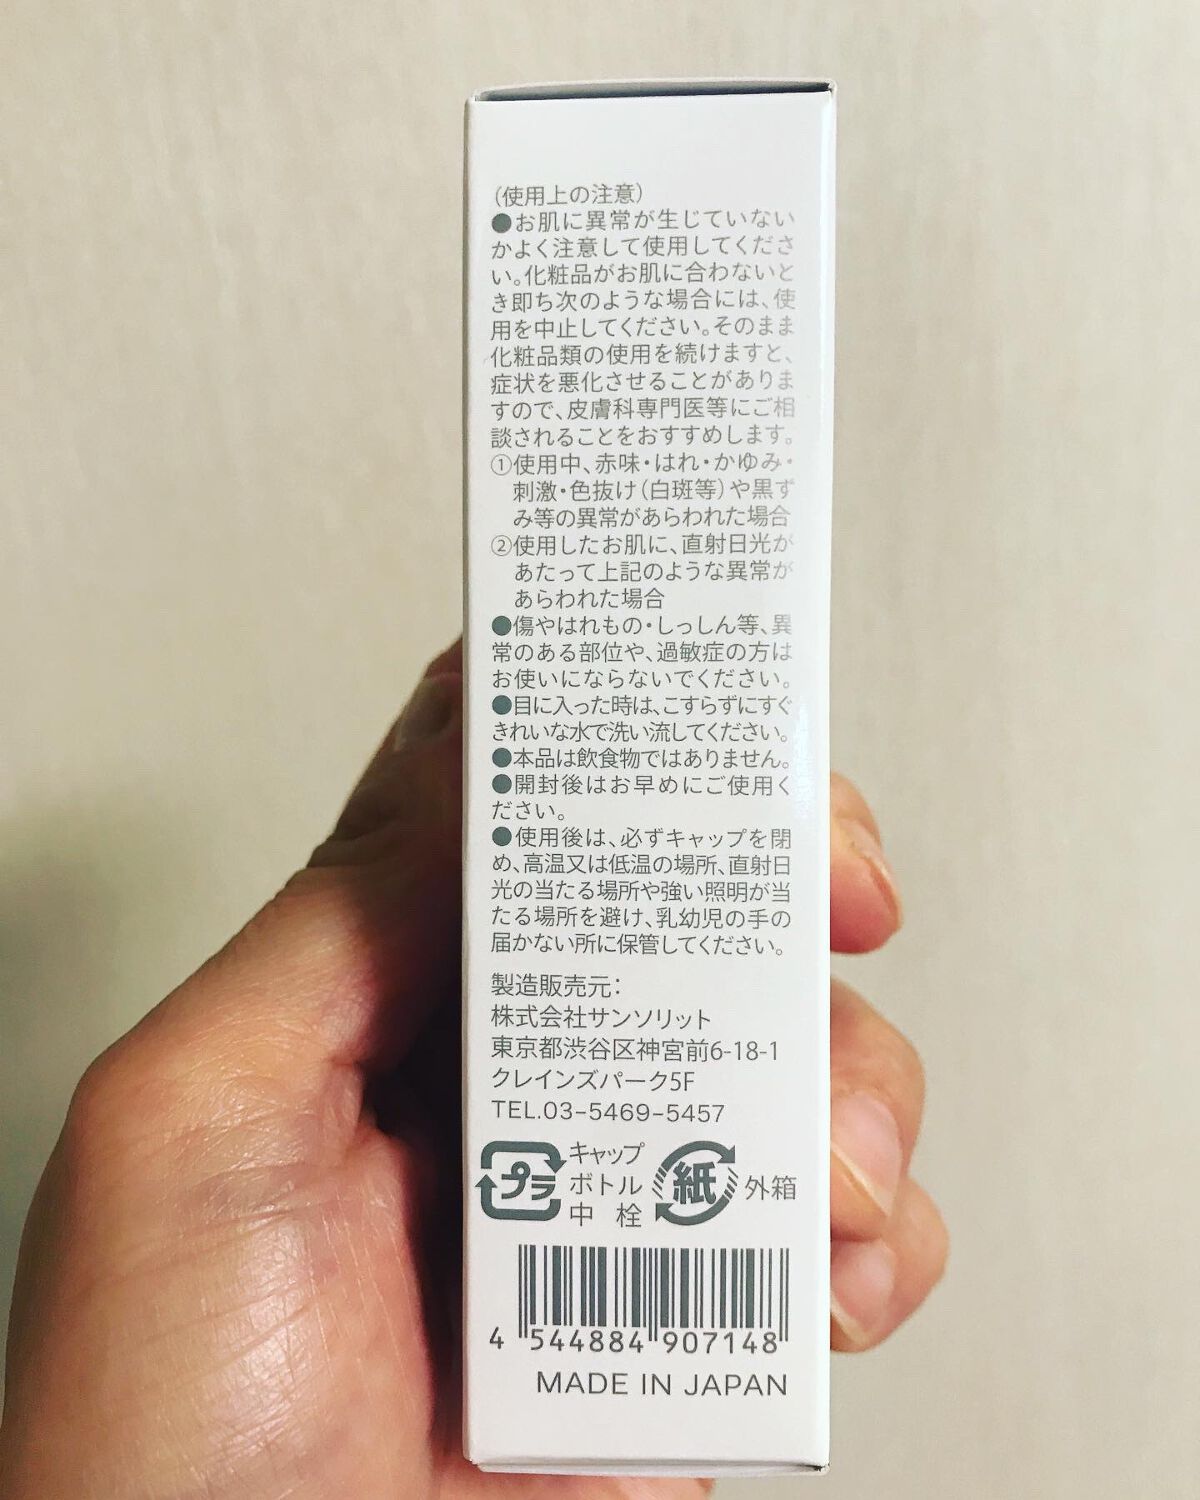 （使用上の注意）
●お肌に異常が生じていない
かよく注意して使用してくださ
い。化粧品がお肌に合わないと
き即ち次のような場合には、使
用を中止してください。そのまま
化粧品類の使用を続けますと、
症状を悪化させることがありま
すので、皮膚科専門医等にご相
談されることをおすすめします。
①使用中、赤味・はれ・かゆみ・
刺激・色抜け（白斑等）や黒ず
み等の異常があらわれた場合
②使用したお肌に、直射日光が
あたって上記のような異常が
あらわれた場合
●傷やはれもの・しっしん等、異
常のある部位や、過敏症の方は
お使いにならないでください。
●目に入った時は、こすらずにすぐ
きれいな水で洗い流してください。
●本品は飲食物ではありません。
●開封後はお早めにご使用く
ださい。
●使用後は、必ずキャップを閉
め、高温又は低温の場所、直射日
光の当たる場所や強い照明が当
たる場所を避け、乳幼児の手の
届かない所に保管してください。
製造販売元：
株式会社サンソリット
東京都渋谷区神宮前6-18-1
クレインズパーク5F
TEL.03-5469-5457
プラ キャップ
ボトル
中栓
紙 外箱
4 544884 907148
MADE IN JAPAN